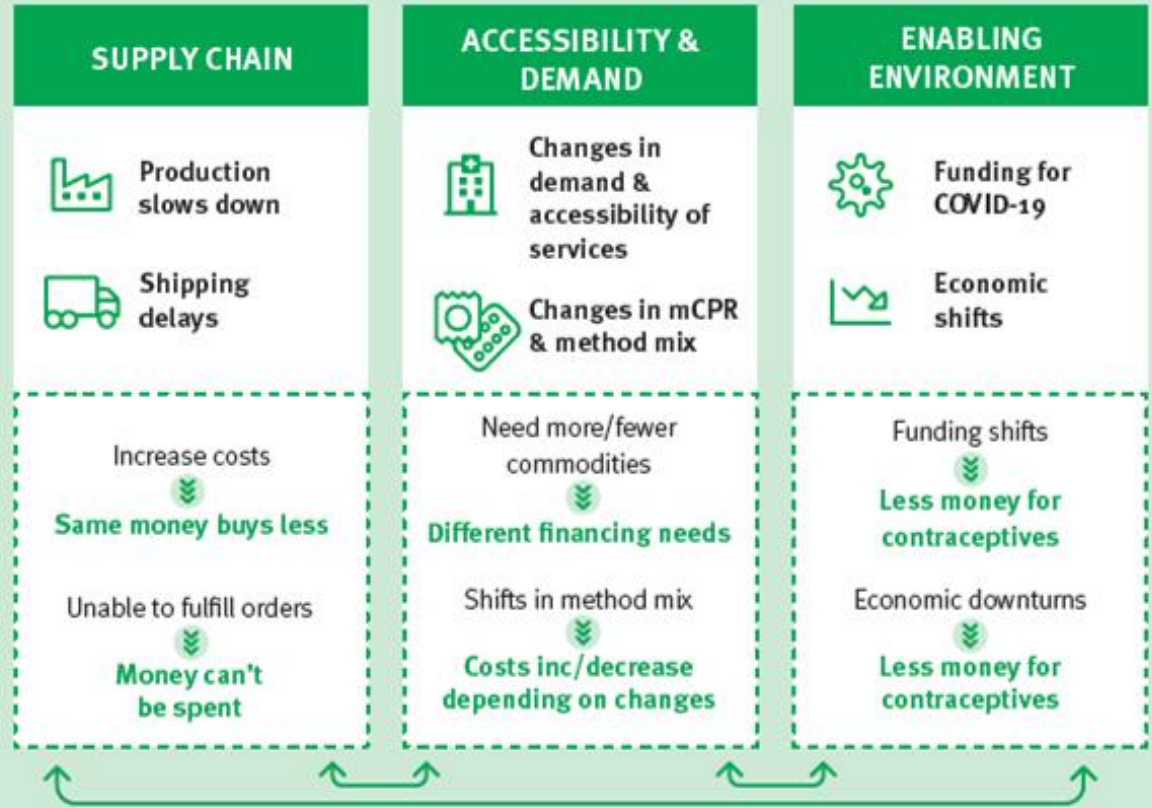 SUPPLY CHAIN
Production
slows down
Shipping
delays
Increase costs
Same money buys less
Unable to fulfill orders
Money can't
be spent
ACCESSIBILITY &
DEMAND
Changes in
demand &
accessibility of
services
Changes in mCPR
& method mix
Need more/fewer
commodities
Different financing needs
Shifts in method mix
Costs inc/decrease
depending on changes
ENABLING
ENVIRONMENT
Funding for
COVID-19
Economic
shifts
Funding shifts
Less money for
contraceptives
Economic downturns
Less money for
contraceptives